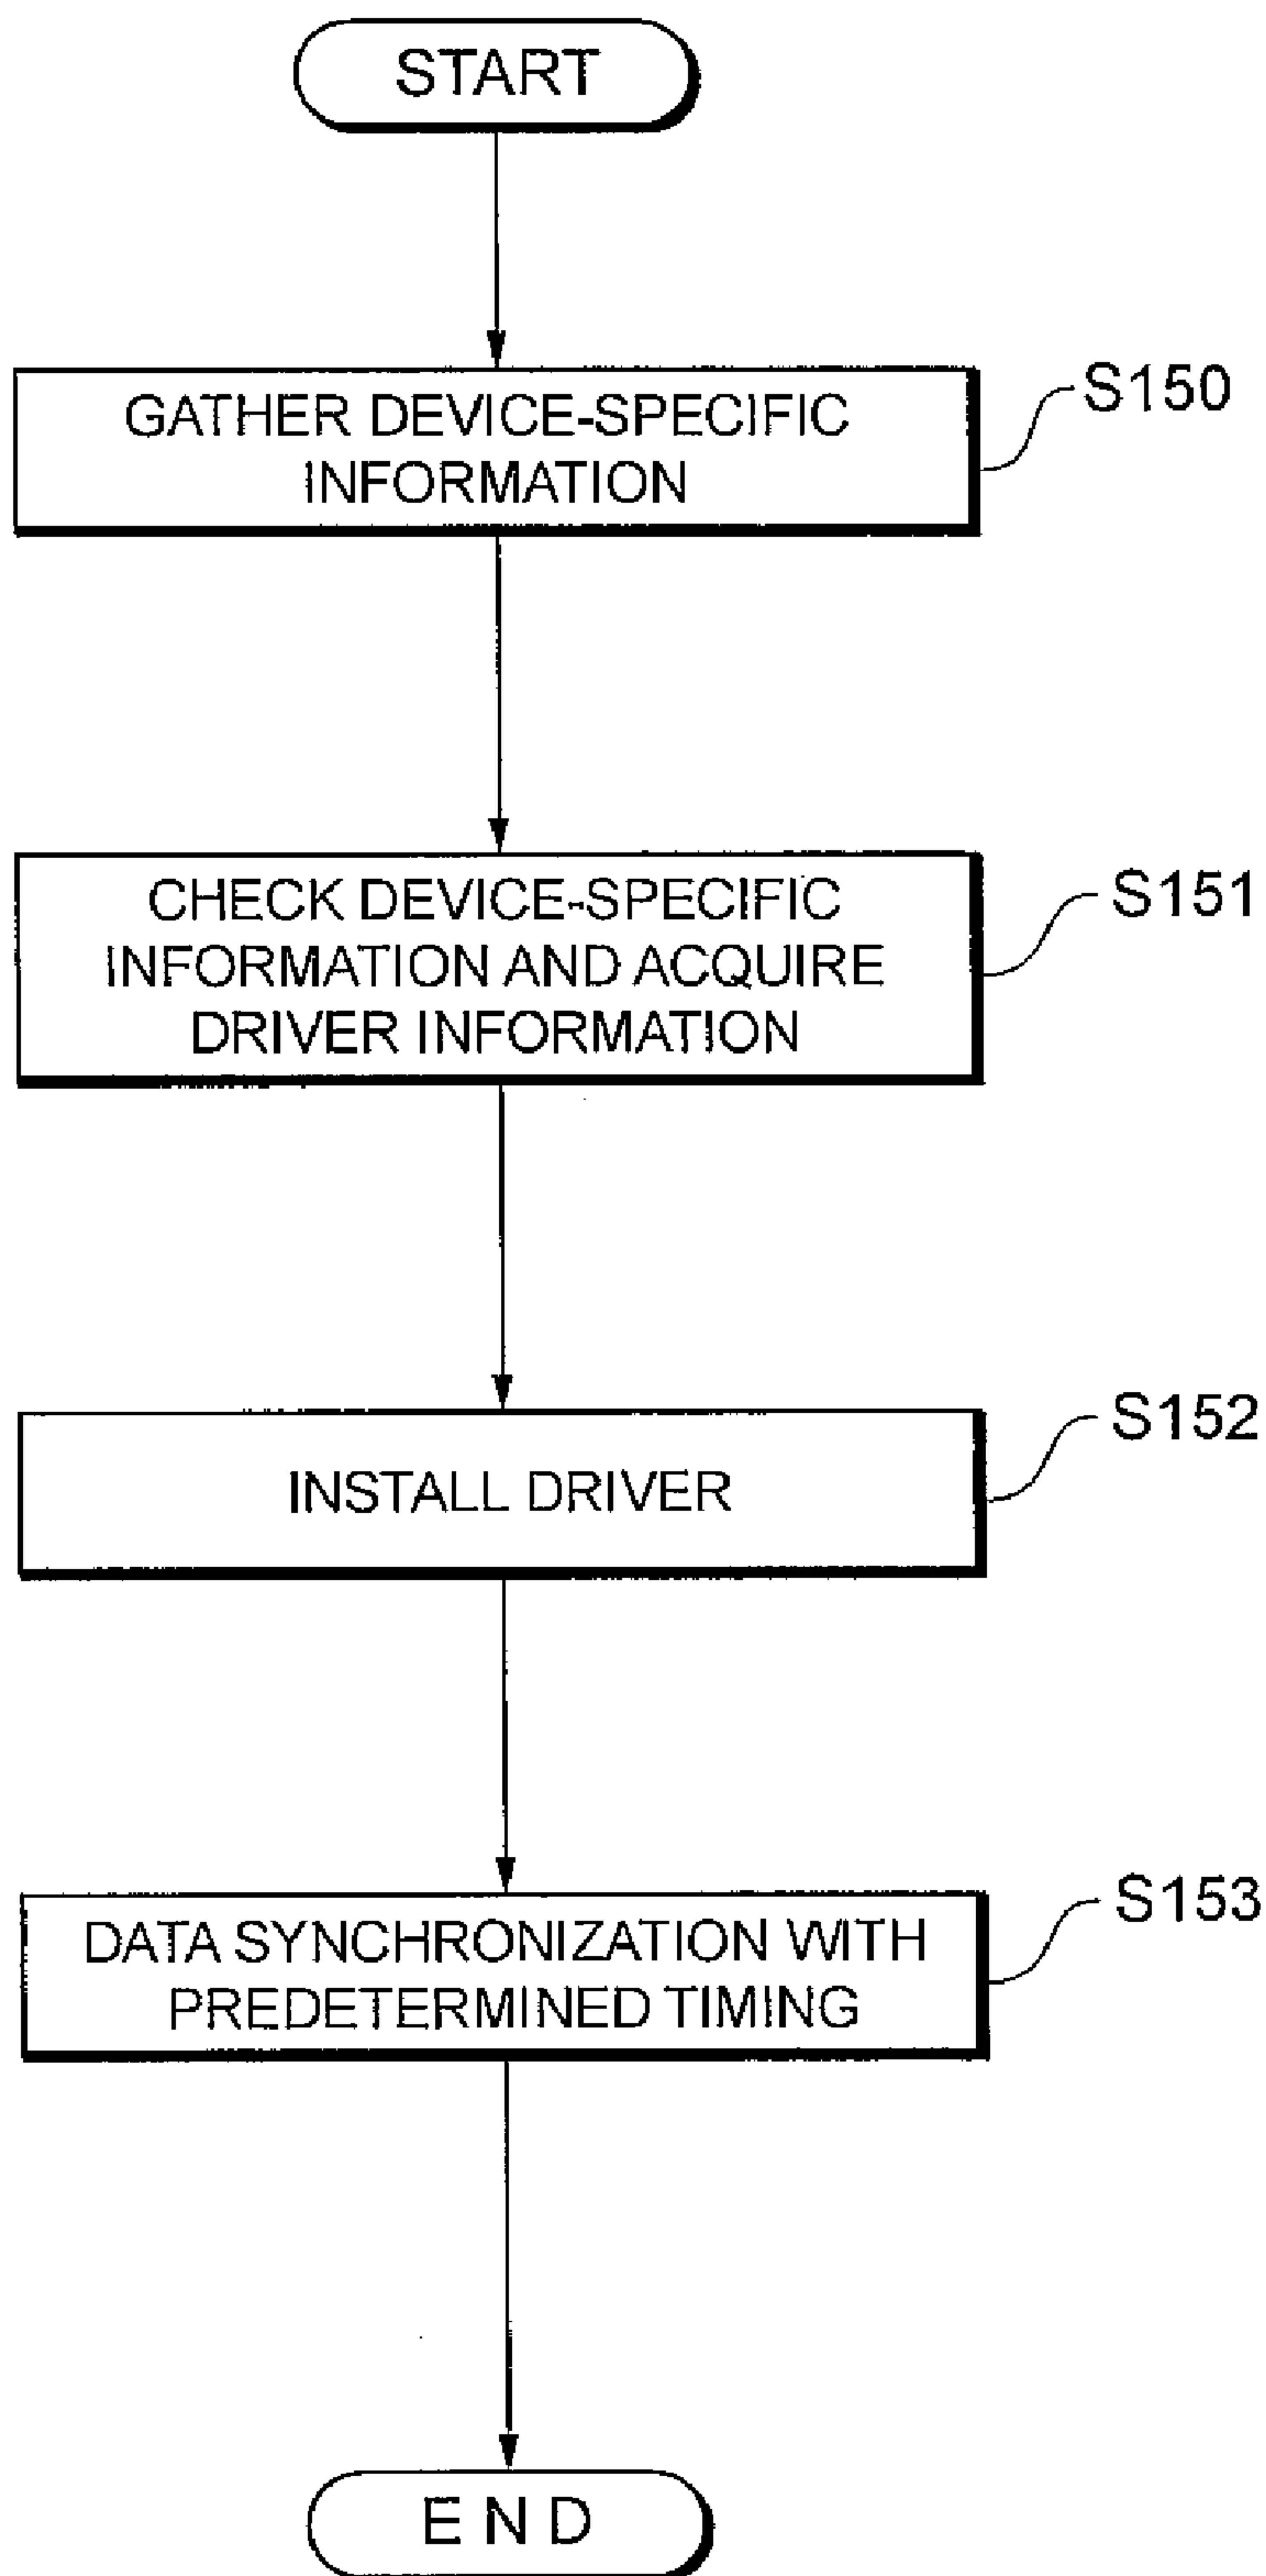 START
GATHER DEVICE-SPECIFIC
INFORMATION
S150
CHECK DEVICE-SPECIFIC
INFORMATION AND ACQUIRE
DRIVER INFORMATION
S151
INSTALL DRIVER
S152
DATA SYNCHRONIZATION WITH
PREDETERMINED TIMING
S153
END